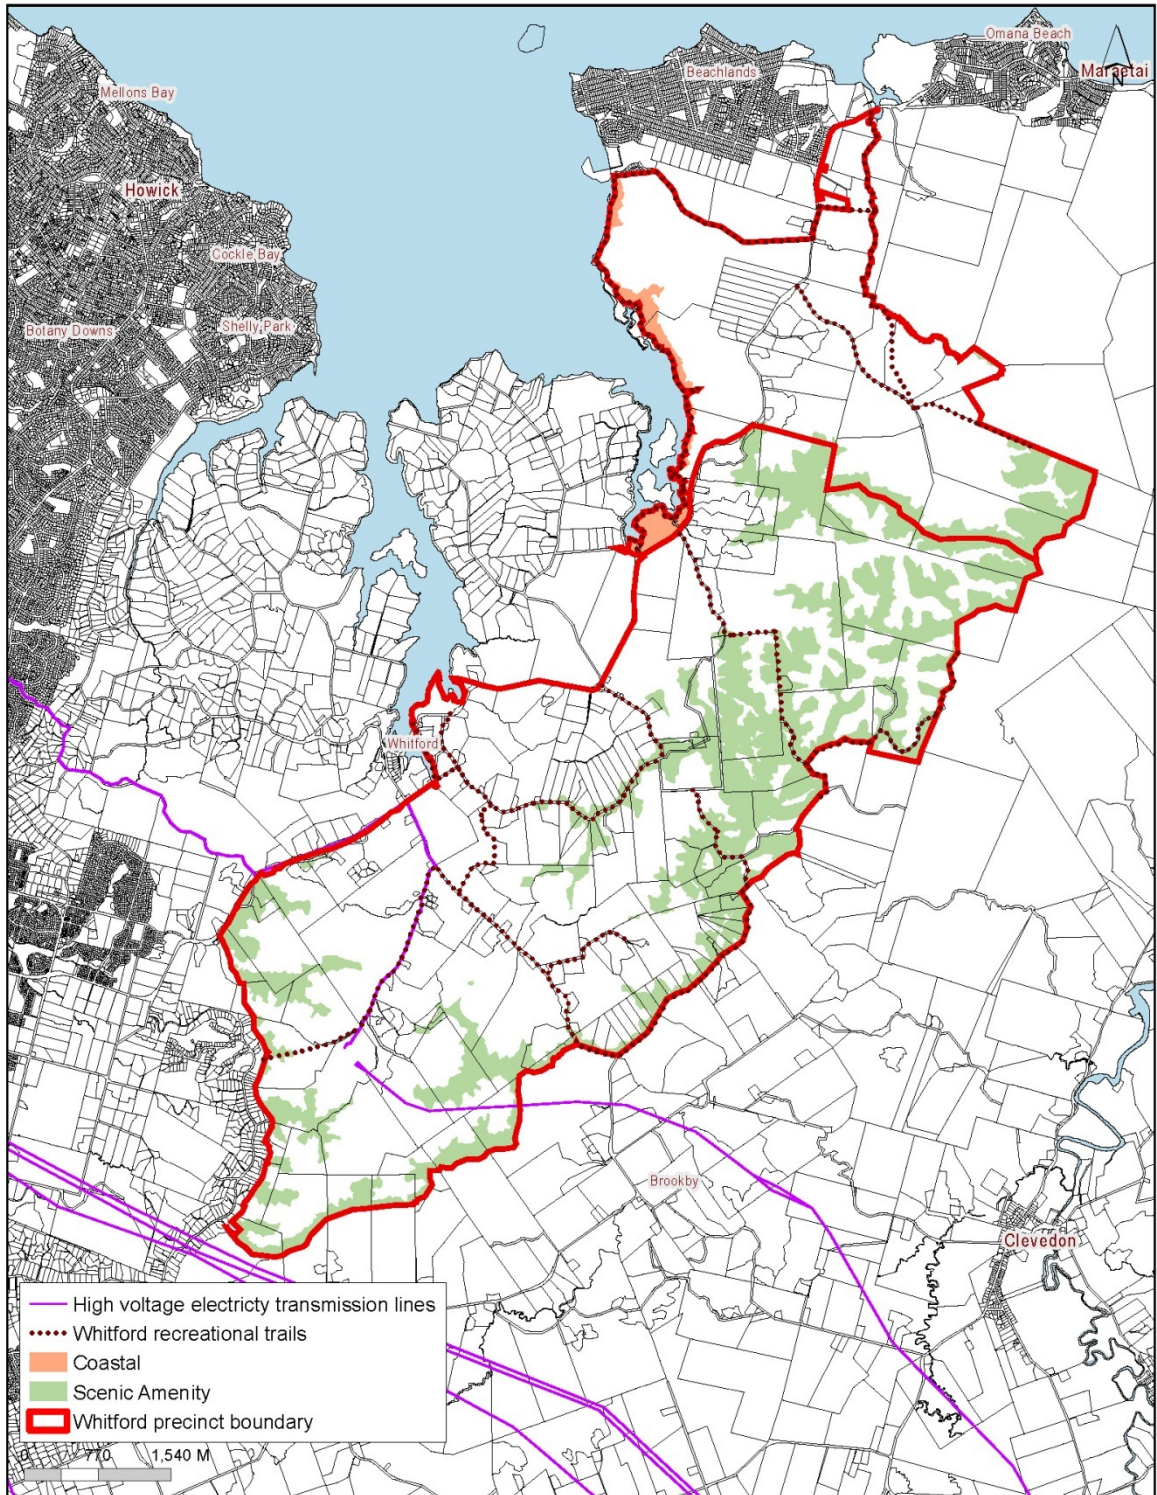 Omana Beach
Beachlands
Maraetai
N
Mellons Bay
Howick
Cockle Bay
Botany Downs
Shelly Park
Whitford
Brookby
Clevedon
High voltage electricty transmission lines
Whitford recreational trails
Coastal
Scenic Amenity
Whitford precinct boundary
0 770 1,540 M